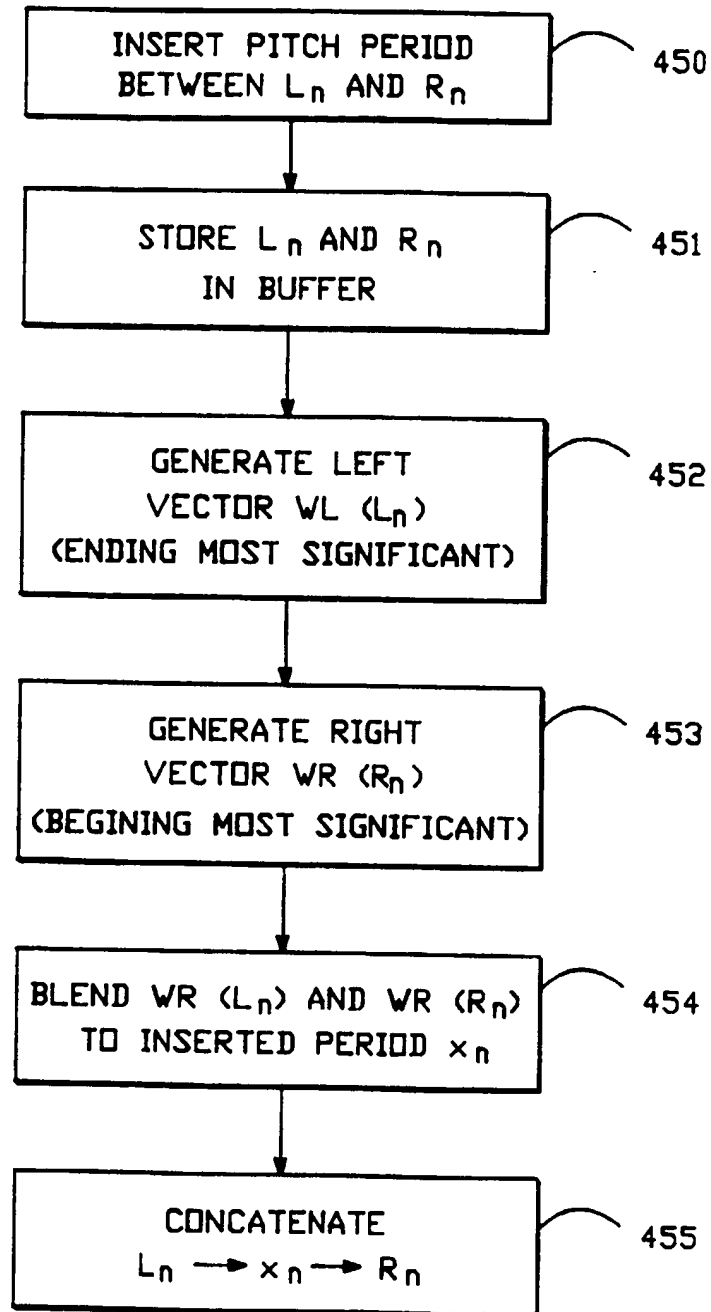 INSERT PITCH PERIOD
BETWEEN Ln AND Rn
450
STORE Ln AND Rn
IN BUFFER
451
GENERATE LEFT
VECTOR WL (Ln)
(ENDING MOST SIGNIFICANT)
452
GENERATE RIGHT
VECTOR WR (Rn)
(BEGINING MOST SIGNIFICANT)
453
BLEND WR (Ln) AND WR (Rn)
TO INSERTED PERIOD xn
454
CONCATENATE
Ln → xn → Rn
455